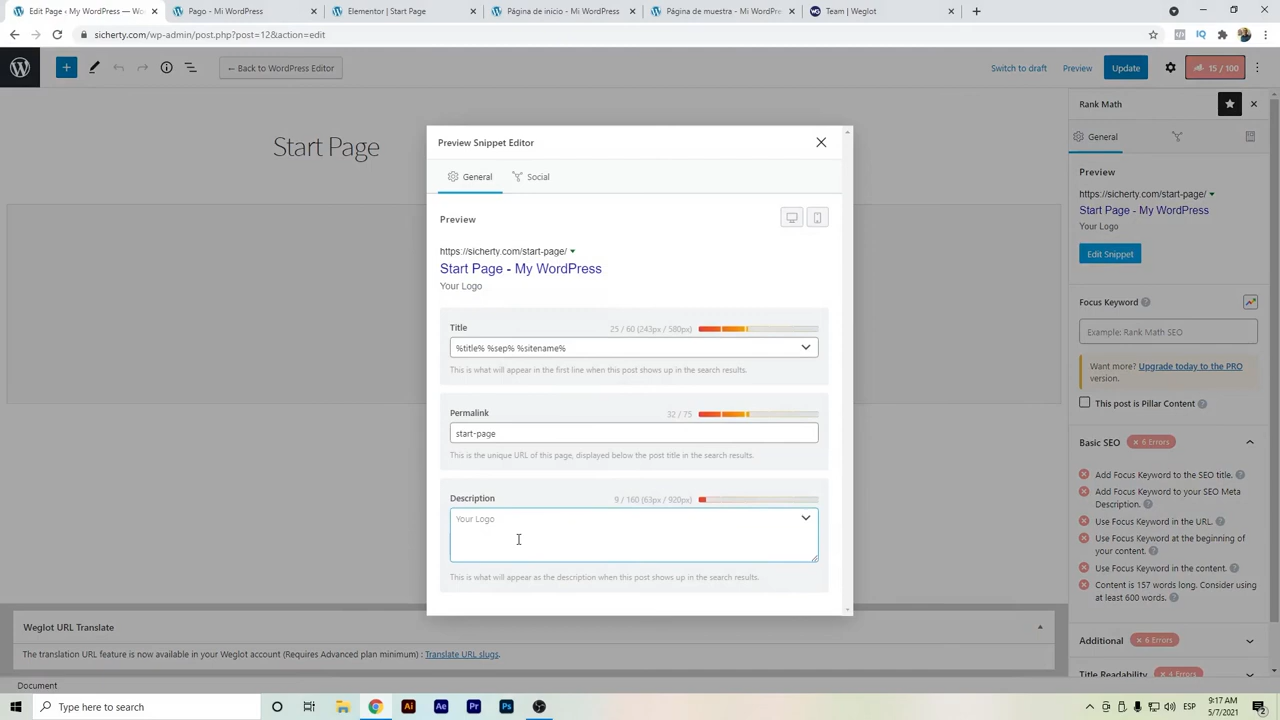 Edit Page "My WordPress" — Wo
Pago - Mi WordPress
Elementor | Start Page
Página de inicio - Mi WordPress
Página de muestra - Mi WordPre
Team | Weglot
sicherty.com/wp-admin/post.php?post=12&action=edit
← Back to WordPress Editor
Switch to draft
Preview
Update
15 / 100
Start Page
Preview Snippet Editor
General
Social
Preview
https://sicherty.com/start-page/
Start Page - My WordPress
Your Logo
Title
25 / 60 (243px / 580px)
%title% %sep% %sitename%
This is what will appear in the first line when this post shows up in the search results.
Permalink
32 / 75
start-page
This is the unique URL of this page, displayed below the post title in the search results.
Description
9 / 160 (63px / 920px)
Your Logo
This is what will appear as the description when this post shows up in the search results.
Rank Math
General
Preview
https://sicherty.com/start-page/
Start Page - My WordPress
Your Logo
Edit Snippet
Focus Keyword
Example: Rank Math SEO
Want more? Upgrade today to the PRO
version.
This post is Pillar Content
Basic SEO
× 6 Errors
Add Focus Keyword to the SEO title.
Add Focus Keyword to your SEO Meta
Description.
Use Focus Keyword in the URL.
Use Focus Keyword at the beginning of
your content.
Use Focus Keyword in the content.
Content is 157 words long. Consider using
at least 600 words.
Additional
× 6 Errors
Title Readability
× 4 Errors
Weglot URL Translate
The translation URL feature is now available in your Weglot account (Requires Advanced plan minimum) : Translate URL slugs.
Document
Type here to search
Ai
Ae
Pr
Ps
ESP
9:17 AM
5/7/2021
2